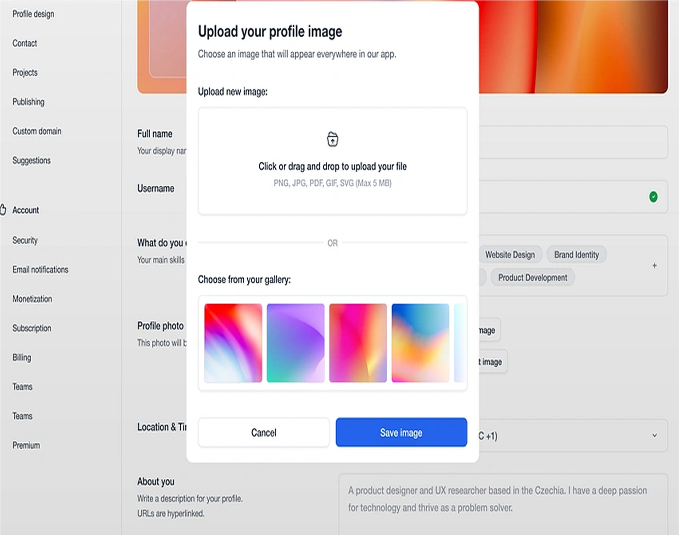 Profile design
Contact
Projects
Publishing
Custom domain
Suggestions
Account
Security
Email notifications
Monetization
Subscription
Billing
Teams
Teams
Premium
Upload your profile image
Choose an image that will appear everywhere in our app.
Upload new image:
Click or drag and drop to upload your file
PNG, JPG, PDF, GIF, SVG (Max 5 MB)
OR
Choose from your gallery:
Cancel
Save image
Full name
Your display
Username
What do you
Your main skills
Website Design
Brand Identity
Product Development
+
Profile photo
This photo will
image
Location &
C +1)
About you
Write a description for your profile.
URLs are hyperlinked.
A product designer and UX researcher based in the Czechia. I have a deep passion
for technology and thrive as a problem solver.